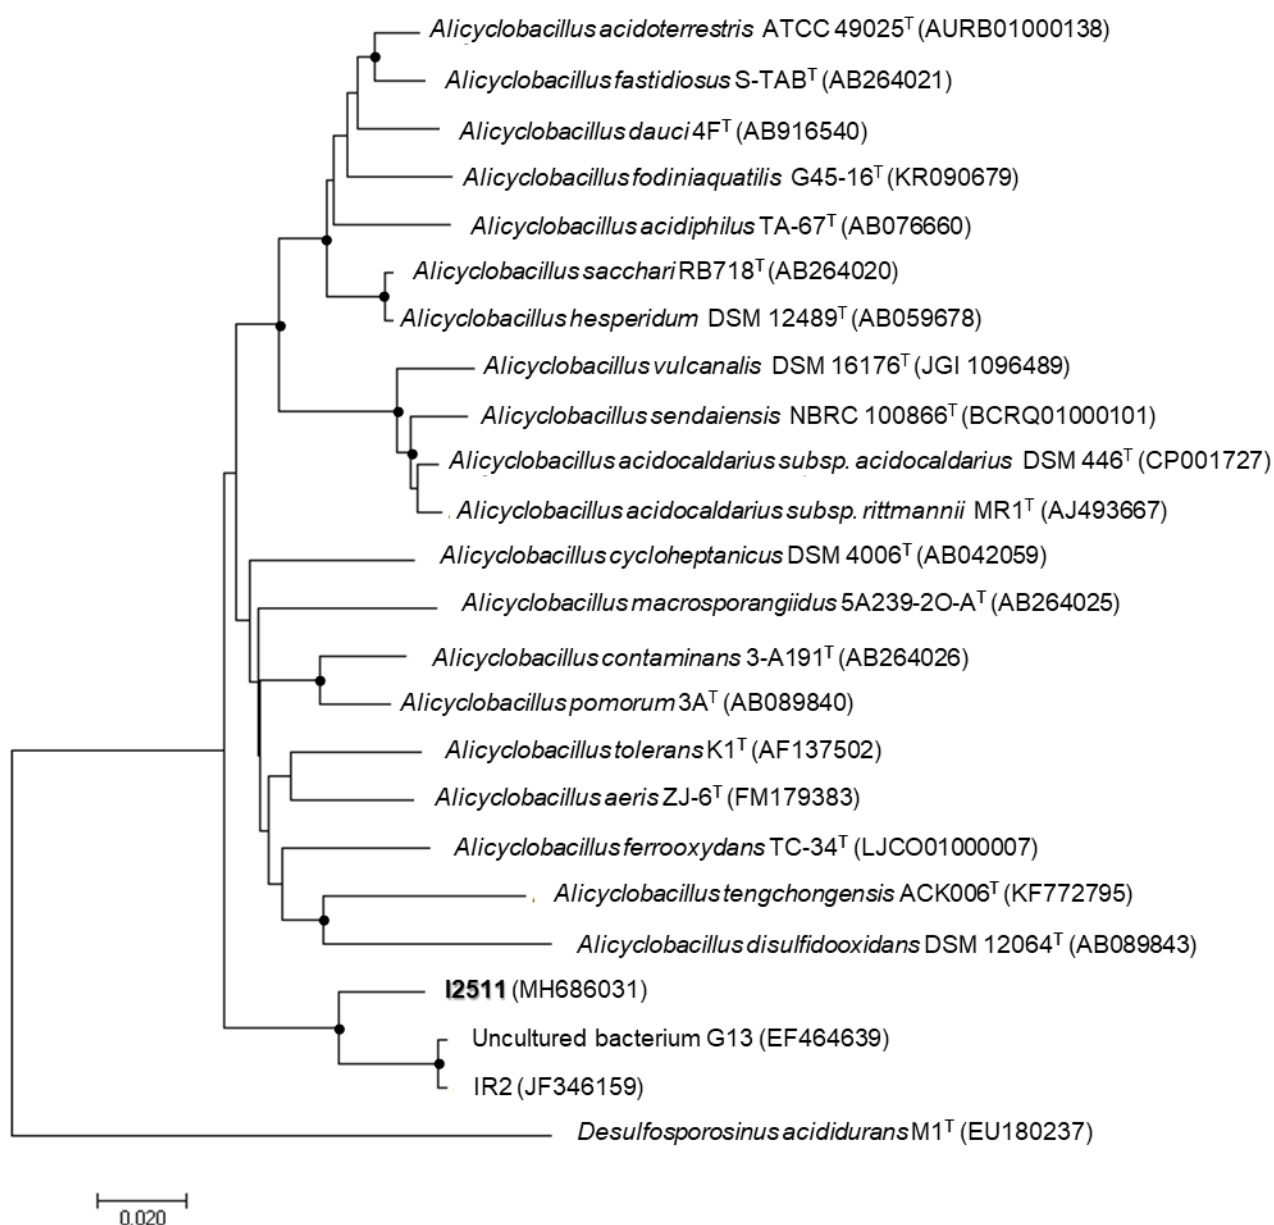 Alicyclobacillus acidoterrestris ATCC 49025ᵀ (AURB01000138)
Alicyclobacillus fastidiosus S-TABᵀ (AB264021)
Alicyclobacillus dauci 4Fᵀ (AB916540)
Alicyclobacillus fodiniaquatilis G45-16ᵀ (KR090679)
Alicyclobacillus acidiphilus TA-67ᵀ (AB076660)
Alicyclobacillus sacchari RB718ᵀ (AB264020)
Alicyclobacillus hesperidum DSM 12489ᵀ (AB059678)
Alicyclobacillus vulcanalis DSM 16176ᵀ (JGI 1096489)
Alicyclobacillus sendaiensis NBRC 100866ᵀ (BCRQ01000101)
Alicyclobacillus acidocaldarius subsp. acidocaldarius DSM 446ᵀ (CP001727)
Alicyclobacillus acidocaldarius subsp. rittmannii MR1ᵀ (AJ493667)
Alicyclobacillus cycloheptanicus DSM 4006ᵀ (AB042059)
Alicyclobacillus macrosporangiidus 5A239-2O-Aᵀ (AB264025)
Alicyclobacillus contaminans 3-A191ᵀ (AB264026)
Alicyclobacillus pomorum 3Aᵀ (AB089840)
Alicyclobacillus tolerans K1ᵀ (AF137502)
Alicyclobacillus aeris ZJ-6ᵀ (FM179383)
Alicyclobacillus ferrooxydans TC-34ᵀ (LJCO01000007)
Alicyclobacillus tengchongensis ACK006ᵀ (KF772795)
Alicyclobacillus disulfidooxidans DSM 12064ᵀ (AB089843)
I2511 (MH686031)
Uncultured bacterium G13 (EF464639)
IR2 (JF346159)
Desulfosporosinus acididurans M1ᵀ (EU180237)
0.020